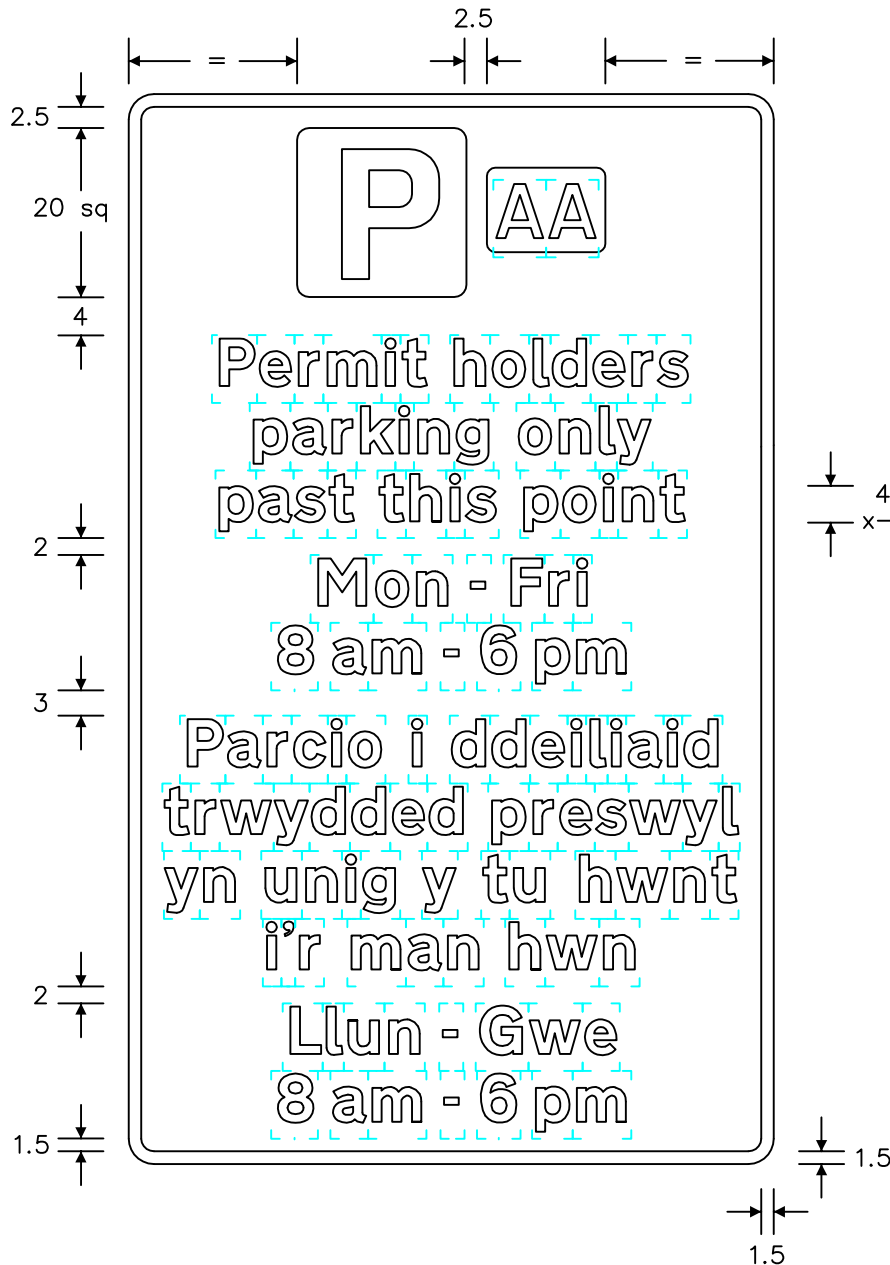 2.5
= =
2.5
P AA
20 sq
4
Permit holders
parking only
past this point
4
x-
2
Mon - Fri
8 am - 6 pm
3
Parcio i ddeiliaid
trwydded preswyl
yn unig y tu hwnt
i’r man hwn
2
Llun - Gwe
8 am - 6 pm
1.5
1.5
1.5